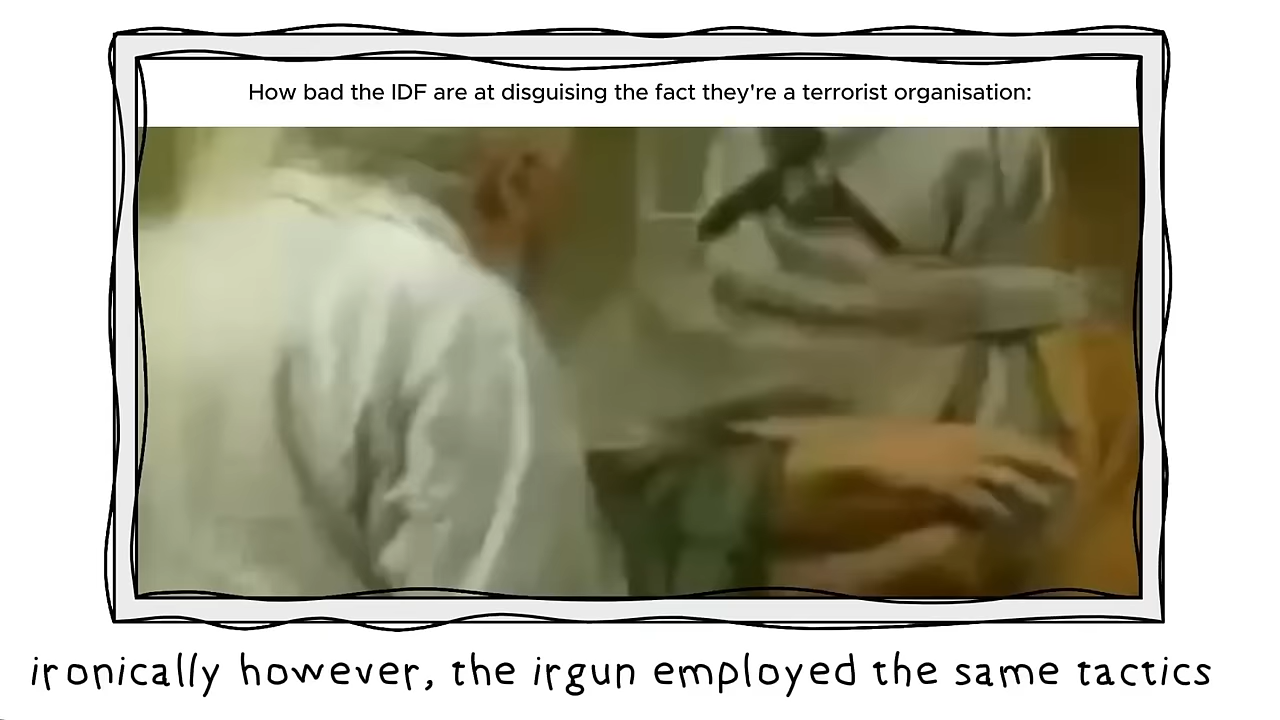 How bad the IDF are at disguising the fact they're a terrorist organisation:
ironically however, the irgun employed the same tactics